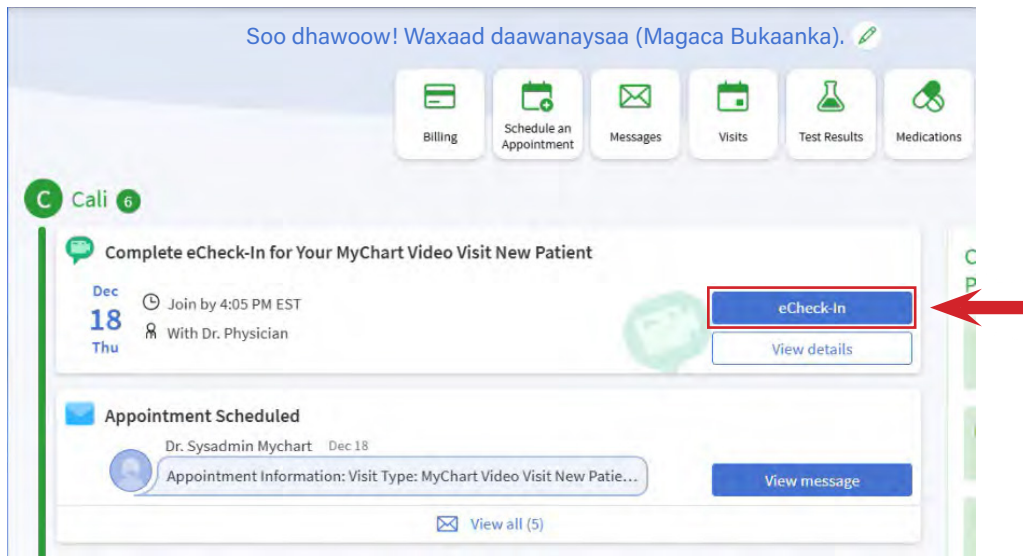 Soo dhawoow! Waxaad daawanaysaa (Magaca Bukaanka).
Billing
Schedule an
Appointment
Messages
Visits
Test Results
Medications
C Cali 6
Complete eCheck-In for Your MyChart Video Visit New Patient
Dec
18
Thu
Join by 4:05 PM EST
With Dr. Physician
eCheck-In
View details
C
P
Appointment Scheduled
Dr. Sysadmin Mychart Dec 18
Appointment Information: Visit Type: MyChart Video Visit New Patie...
View message
View all (5)